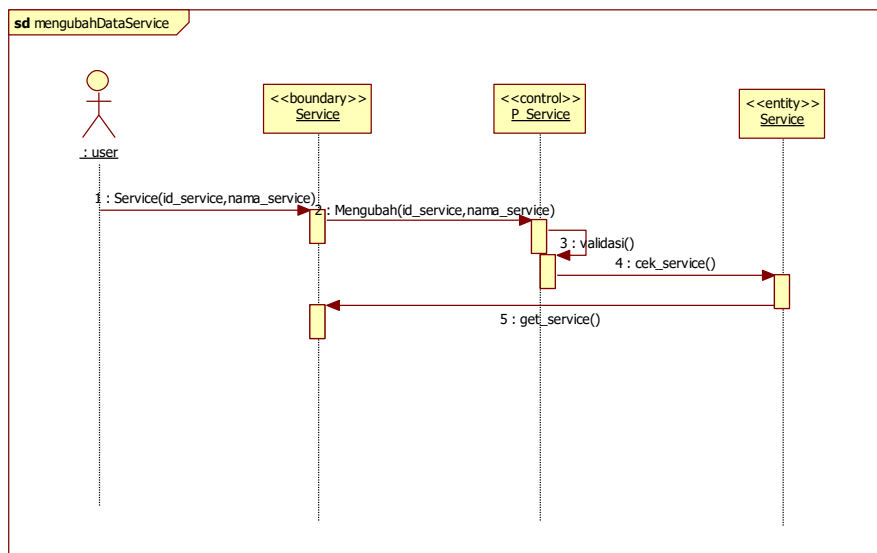 sd mengubahDataService
<<boundary>>
Service
<<control>>
P_Service
<<entity>>
Service
: user
1 : Service(id_service,nama_service)
2 : Mengubah(id_service,nama_service)
3 : validasi()
4 : cek_service()
5 : get_service()